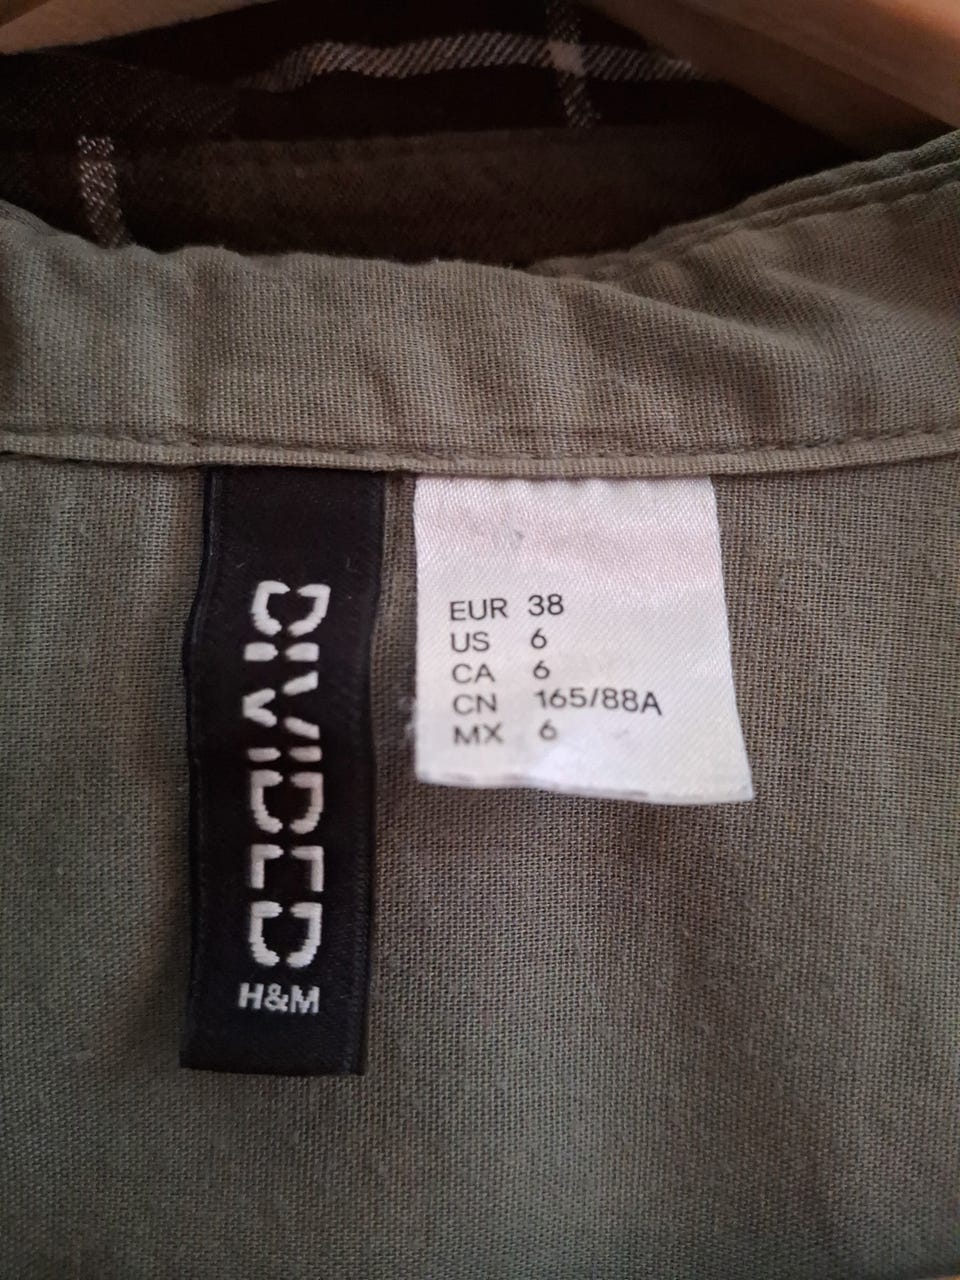 DIVIDED
H&M
EUR 38
US 6
CA 6
CN 165/88A
MX 6